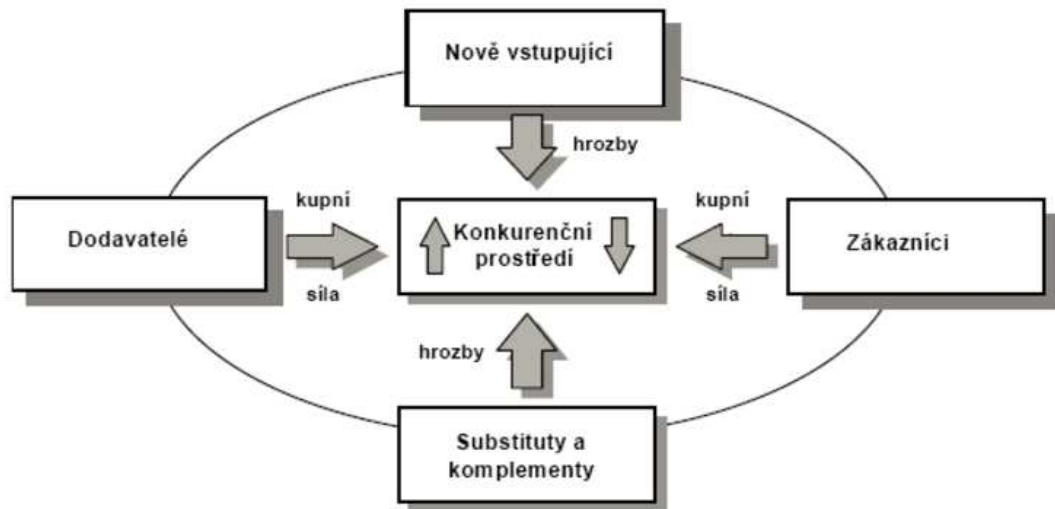 Nově vstupující
hrozby
kupní
kupní
Dodavatelé
Konkurenční
prostředí
Zákazníci
síla
síla
hrozby
Substituty a
komplementy